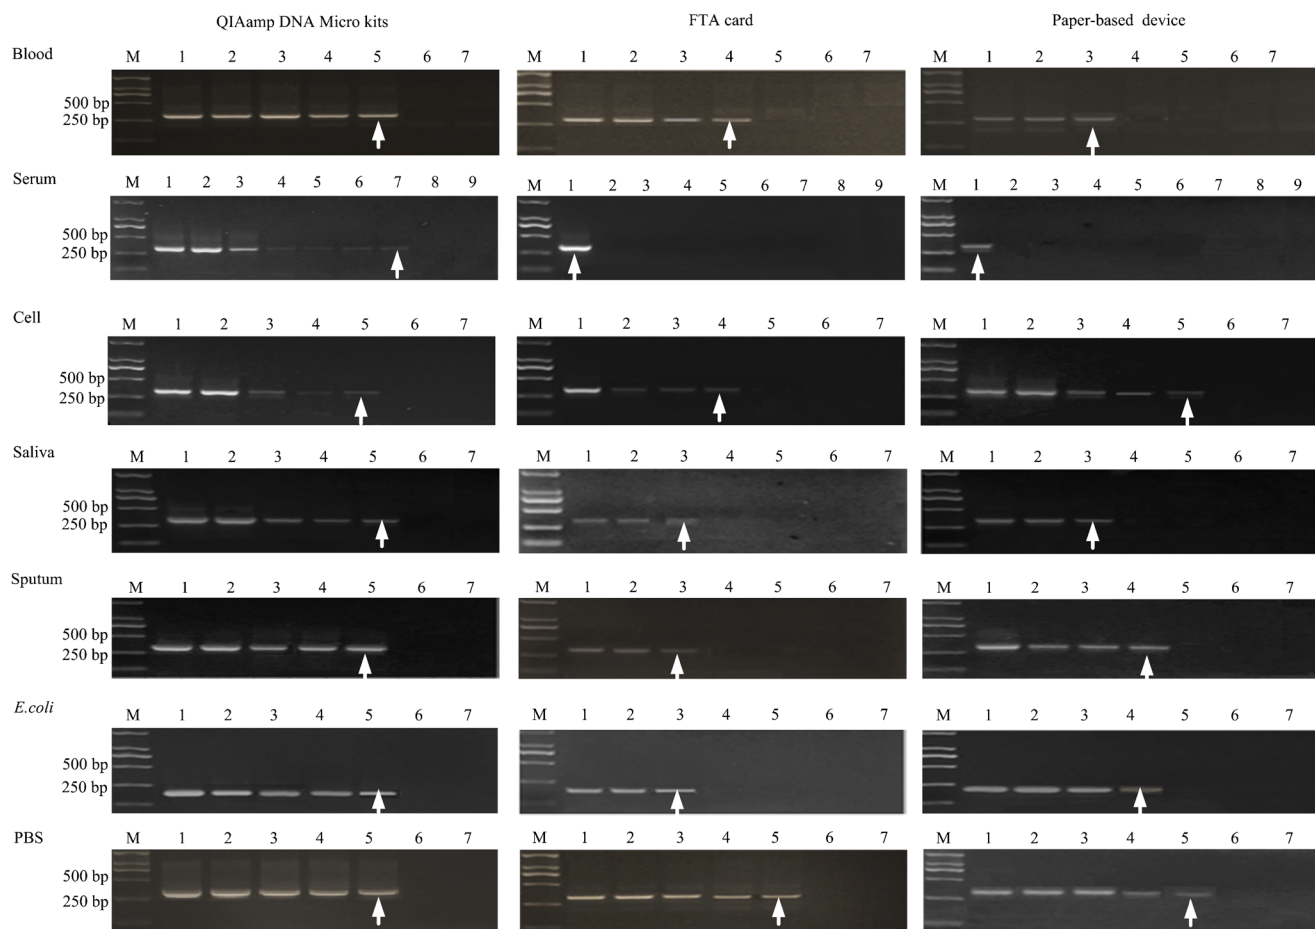 QIAamp DNA Micro kits FTA card Paper-based device
Blood M 1 2 3 4 5 6 7 M 1 2 3 4 5 6 7 M 1 2 3 4 5 6 7
500 bp
250 bp
Serum M 1 2 3 4 5 6 7 8 9 M 1 2 3 4 5 6 7 8 9 M 1 2 3 4 5 6 7 8 9
500 bp
250 bp
Cell M 1 2 3 4 5 6 7 M 1 2 3 4 5 6 7 M 1 2 3 4 5 6 7
500 bp
250 bp
Saliva M 1 2 3 4 5 6 7 M 1 2 3 4 5 6 7 M 1 2 3 4 5 6 7
500 bp
250 bp
Sputum M 1 2 3 4 5 6 7 M 1 2 3 4 5 6 7 M 1 2 3 4 5 6 7
500 bp
250 bp
E.coli M 1 2 3 4 5 6 7 M 1 2 3 4 5 6 7 M 1 2 3 4 5 6 7
500 bp
250 bp
PBS M 1 2 3 4 5 6 7 M 1 2 3 4 5 6 7 M 1 2 3 4 5 6 7
500 bp
250 bp